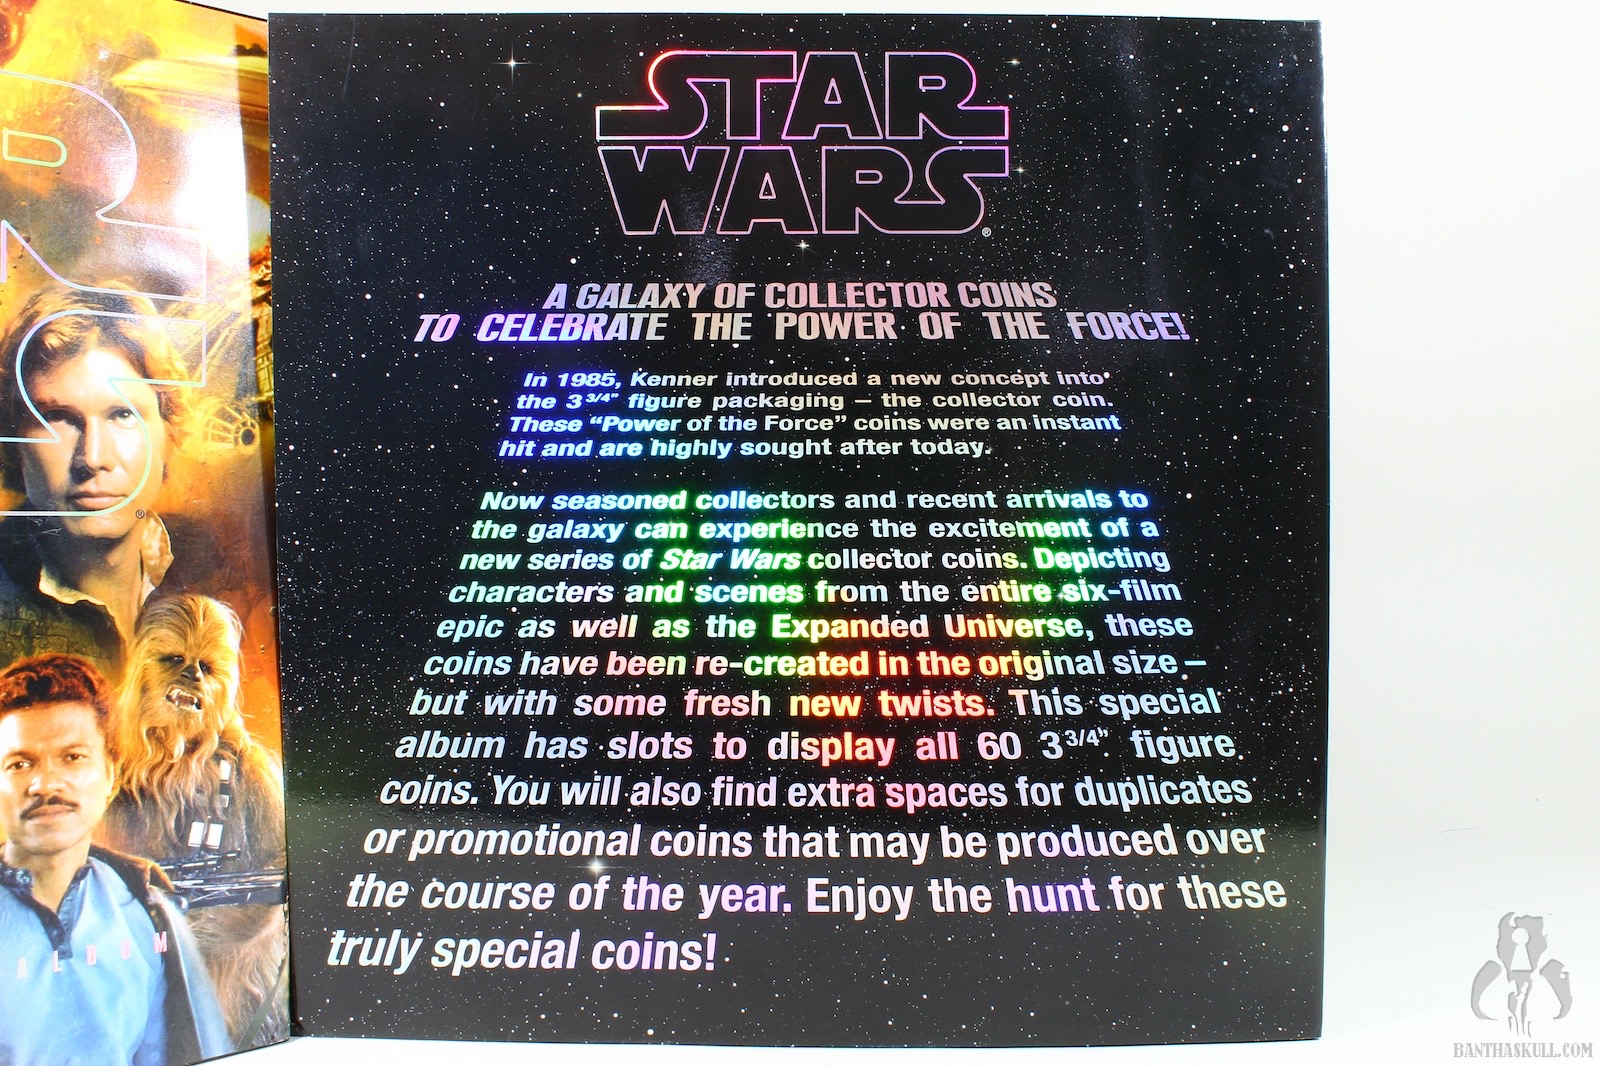 STAR
WARS®
A GALAXY OF COLLECTOR COINS
TO CELEBRATE THE POWER OF THE FORCE!
In 1985, Kenner introduced a new concept into
the 3 3/4" figure packaging – the collector coin.
These “Power of the Force” coins were an instant
hit and are highly sought after today.
Now seasoned collectors and recent arrivals to
the galaxy can experience the excitement of a
new series of Star Wars collector coins. Depicting
characters and scenes from the entire six-film
epic as well as the Expanded Universe, these
coins have been re-created in the original size –
but with some fresh new twists. This special
album has slots to display all 60 3 3/4" figure
coins. You will also find extra spaces for duplicates
or promotional coins that may be produced over
the course of the year. Enjoy the hunt for these
truly special coins!
R
S®
ALBUM
BANTHASKULL.COM